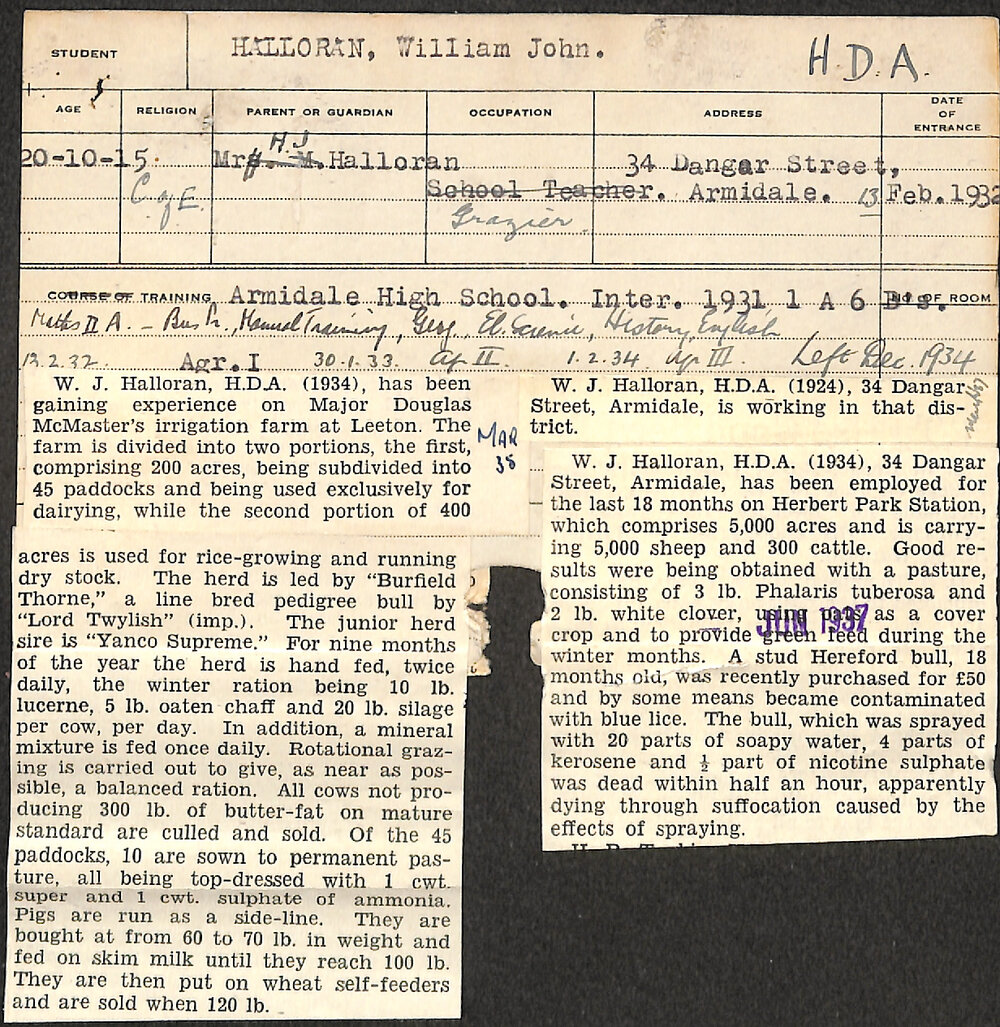 STUDENT HALLORAN, William John. H.D.A.
AGE RELIGION PARENT OR GUARDIAN OCCUPATION ADDRESS DATE OF ENTRANCE
H.J
20-10-15. Mrs. M. Halloran 34 Dangar Street,
C of E. School Teacher. Armidale. 13 Feb. 1932
Grazier.
COURSE OF TRAINING Armidale High School. Inter. 1931 1 A 6 B's. NO. OF ROOM
Maths II A. - Bus Pr., Manual Training, Geog, El. Science, History, English
12.2.32. Agr. I 30.1.33. Ag II. 1.2.34. Ag III. Left Dec. 1934
W. J. Halloran, H.D.A. (1934), has been
gaining experience on Major Douglas
McMaster's irrigation farm at Leeton. The
farm is divided into two portions, the first,
comprising 200 acres, being subdivided into
45 paddocks and being used exclusively for
dairying, while the second portion of 400
MAR
38
acres is used for rice-growing and running
dry stock. The herd is led by "Burfield
Thorne," a line bred pedigree bull by
"Lord Twylish" (imp.). The junior herd
sire is "Yanco Supreme." For nine months
of the year the herd is hand fed, twice
daily, the winter ration being 10 lb.
lucerne, 5 lb. oaten chaff and 20 lb. silage
per cow, per day. In addition, a mineral
mixture is fed once daily. Rotational graz-
ing is carried out to give, as near as pos-
sible, a balanced ration. All cows not pro-
ducing 300 lb. of butter-fat on mature
standard are culled and sold. Of the 45
paddocks, 10 are sown to permanent pas-
ture, all being top-dressed with 1 cwt.
super and 1 cwt. sulphate of ammonia.
Pigs are run as a side-line. They are
bought at from 60 to 70 lb. in weight and
fed on skim milk until they reach 100 lb.
They are then put on wheat self-feeders
and are sold when 120 lb.
W. J. Halloran, H.D.A. (1924), 34 Dangar
Street, Armidale, is working in that dis-
trict.
W. J. Halloran, H.D.A. (1934), 34 Dangar
Street, Armidale, has been employed for
the last 18 months on Herbert Park Station,
which comprises 5,000 acres and is carry-
ing 5,000 sheep and 300 cattle. Good re-
sults were being obtained with a pasture,
consisting of 3 lb. Phalaris tuberosa and
2 lb. white clover, using oats as a cover
JUN 1937
crop and to provide green feed during the
winter months. A stud Hereford bull, 18
months old, was recently purchased for £50
and by some means became contaminated
with blue lice. The bull, which was sprayed
with 20 parts of soapy water, 4 parts of
kerosene and ½ part of nicotine sulphate
was dead within half an hour, apparently
dying through suffocation caused by the
effects of spraying.